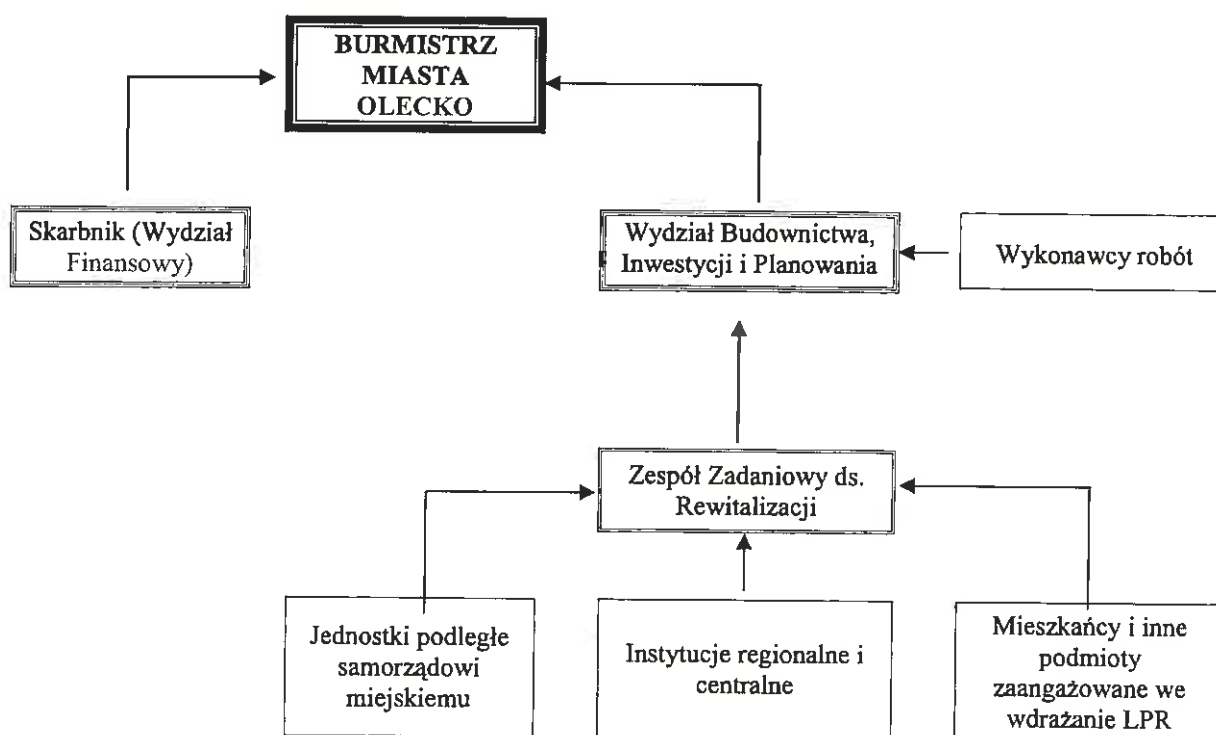 BURMISTRZ
MIASTA
OLECKO
Skarbnik (Wydział
Finansowy)
Wydział Budownictwa,
Inwestycji i Planowania
Wykonawcy robót
Zespół Zadaniowy ds.
Rewitalizacji
Jednostki podległe
samorządowi
miejskiemu
Instytucje regionalne i
centralne
Mieszkańcy i inne
podmioty
zaangażowane we
wdrażanie LPR